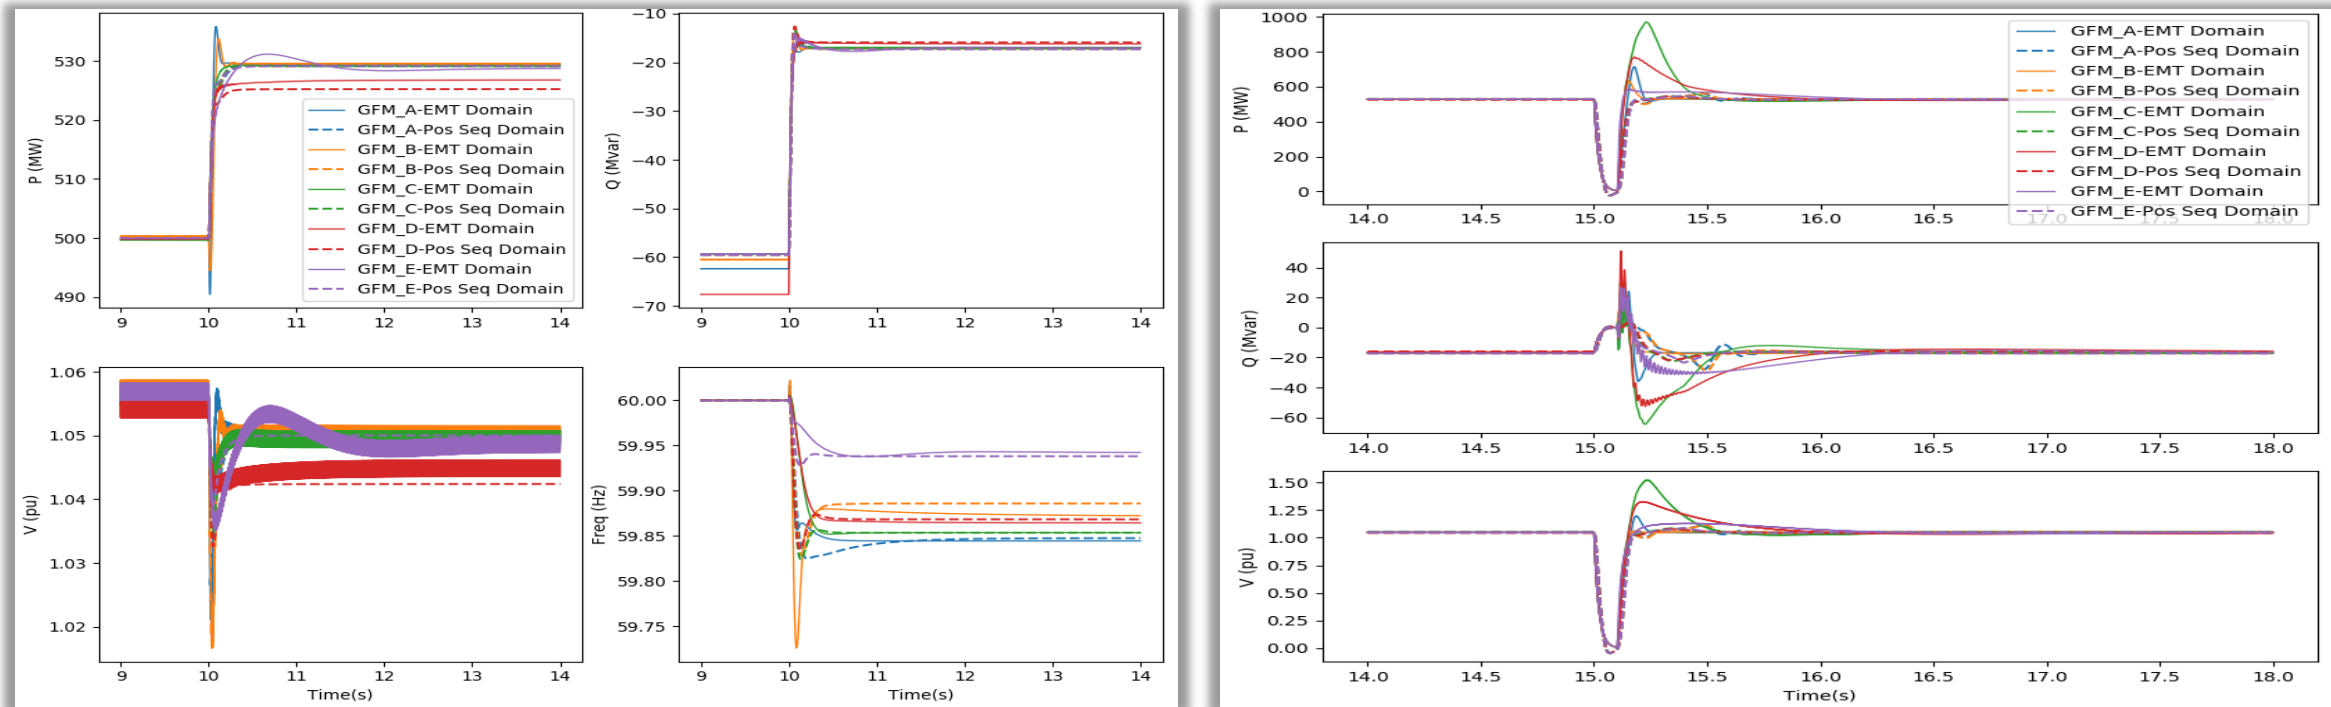 530
520
510
500
490
P (MW)
9 10 11 12 13 14
GFM_A-EMT Domain
GFM_A-Pos Seq Domain
GFM_B-EMT Domain
GFM_B-Pos Seq Domain
GFM_C-EMT Domain
GFM_C-Pos Seq Domain
GFM_D-EMT Domain
GFM_D-Pos Seq Domain
GFM_E-EMT Domain
GFM_E-Pos Seq Domain
−10
−20
−30
−40
−50
−60
−70
Q (Mvar)
9 10 11 12 13 14
1.06
1.05
1.04
1.03
1.02
V (pu)
9 10 11 12 13 14
Time(s)
60.00
59.95
59.90
59.85
59.80
59.75
Freq (Hz)
9 10 11 12 13 14
Time(s)
1000
800
600
400
200
0
P (MW)
14.0 14.5 15.0 15.5 16.0 16.5 17.0 17.5 18.0
GFM_A-EMT Domain
GFM_A-Pos Seq Domain
GFM_B-EMT Domain
GFM_B-Pos Seq Domain
GFM_C-EMT Domain
GFM_C-Pos Seq Domain
GFM_D-EMT Domain
GFM_D-Pos Seq Domain
GFM_E-EMT Domain
GFM_E-Pos Seq Domain
40
20
0
−20
−40
−60
Q (Mvar)
14.0 14.5 15.0 15.5 16.0 16.5 17.0 17.5 18.0
1.50
1.25
1.00
0.75
0.50
0.25
0.00
V (pu)
14.0 14.5 15.0 15.5 16.0 16.5 17.0 17.5 18.0
Time(s)